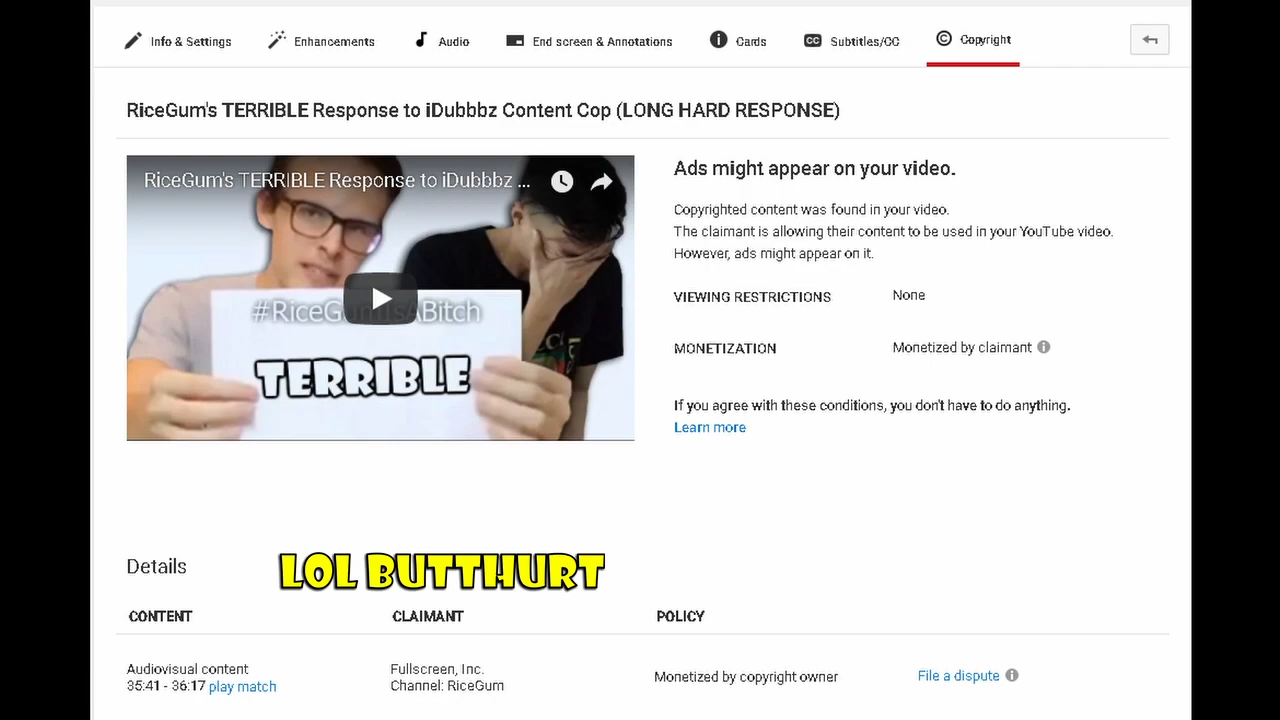 Info & Settings
Enhancements
Audio
End screen & Annotations
Cards
CC
Subtitles/CC
Copyright
RiceGum's TERRIBLE Response to iDubbbz Content Cop (LONG HARD RESPONSE)
RiceGum's TERRIBLE Response to iDubbbz ...
#RiceGumIsABitch
TERRIBLE
Ads might appear on your video.
Copyrighted content was found in your video.
The claimant is allowing their content to be used in your YouTube video.
However, ads might appear on it.
VIEWING RESTRICTIONS None
MONETIZATION Monetized by claimant
If you agree with these conditions, you don't have to do anything.
Learn more
Details
LOL BUTTHURT
CONTENT CLAIMANT POLICY
Audiovisual content
35:41 - 36:17 play match
Fullscreen, Inc.
Channel: RiceGum
Monetized by copyright owner
File a dispute